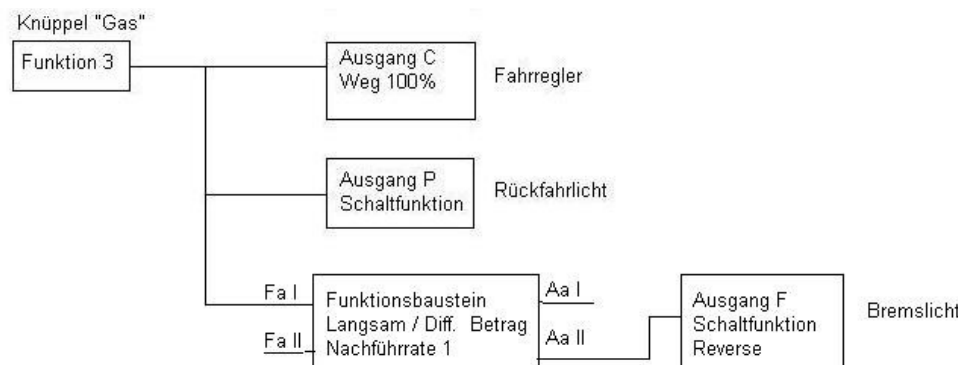 Knüppel "Gas"
Funktion 3
Ausgang C
Weg 100%
Fahrregler
Ausgang P
Schaltfunktion
Rückfahrlicht
Fa I
Fa II
Funktionsbaustein
Langsam / Diff. Betrag
Nachführrate 1
Aa I
Aa II
Ausgang F
Schaltfunktion
Reverse
Bremslicht